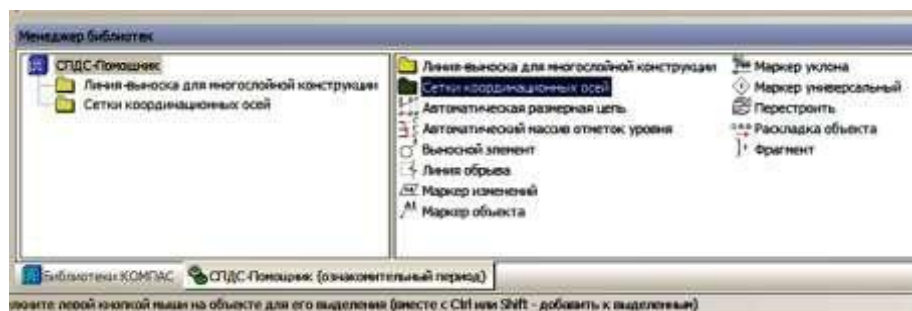 Менеджер библиотек
СПДС-Помощник
Линия-выноска для многослойной конструкции
Сетки координационных осей
Линия-выноска для многослойной конструкции
Сетки координационных осей
Автоматическая размерная цепь
Автоматический массив отметок уровня
Выносной элемент
Линия обрыва
Маркер изменений
Маркер объекта
Маркер уклона
Маркер универсальный
Перестроить
Раскладка объекта
Фрагмент
Библиотеки КОМПАС СПДС-Помощник (ознакомительный период)
левой кнопкой мыши на объекте для его выделения (вместе с Ctrl или Shift - добавить к выделенным)